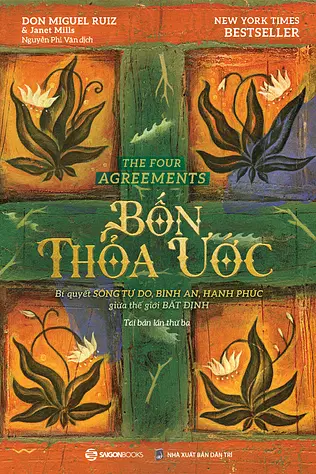 DON MIGUEL RUIZ
& Janet Mills
Nguyễn Phi Vân dịch
NEW YORK TIMES
BESTSELLER
THE FOUR
AGREEMENTS
BỐN
THỎA ƯỚC
Bí quyết SỐNG TỰ DO, BÌNH AN, HẠNH PHÚC
giữa thế giới BẤT ĐỊNH
Tái bản lần thứ ba
SAIGONBOOKS
NHÀ XUẤT BẢN DÂN TRÍ